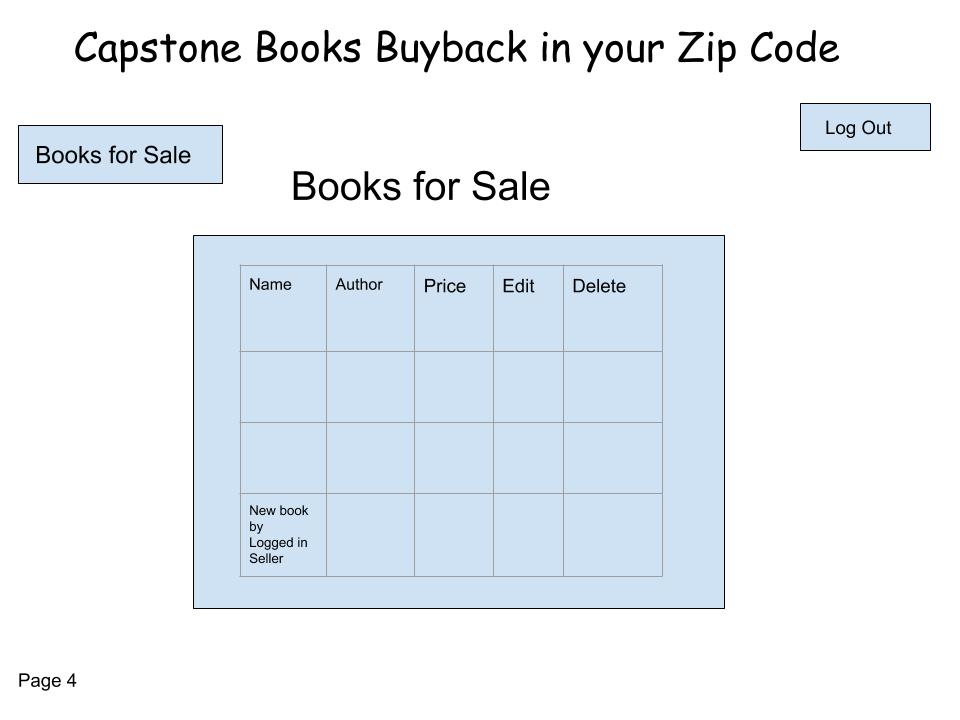 Capstone Books Buyback in your Zip Code
Log Out
Books for Sale
Books for Sale
Name Author Price Edit Delete
New book
by
Logged in
Seller
Page 4